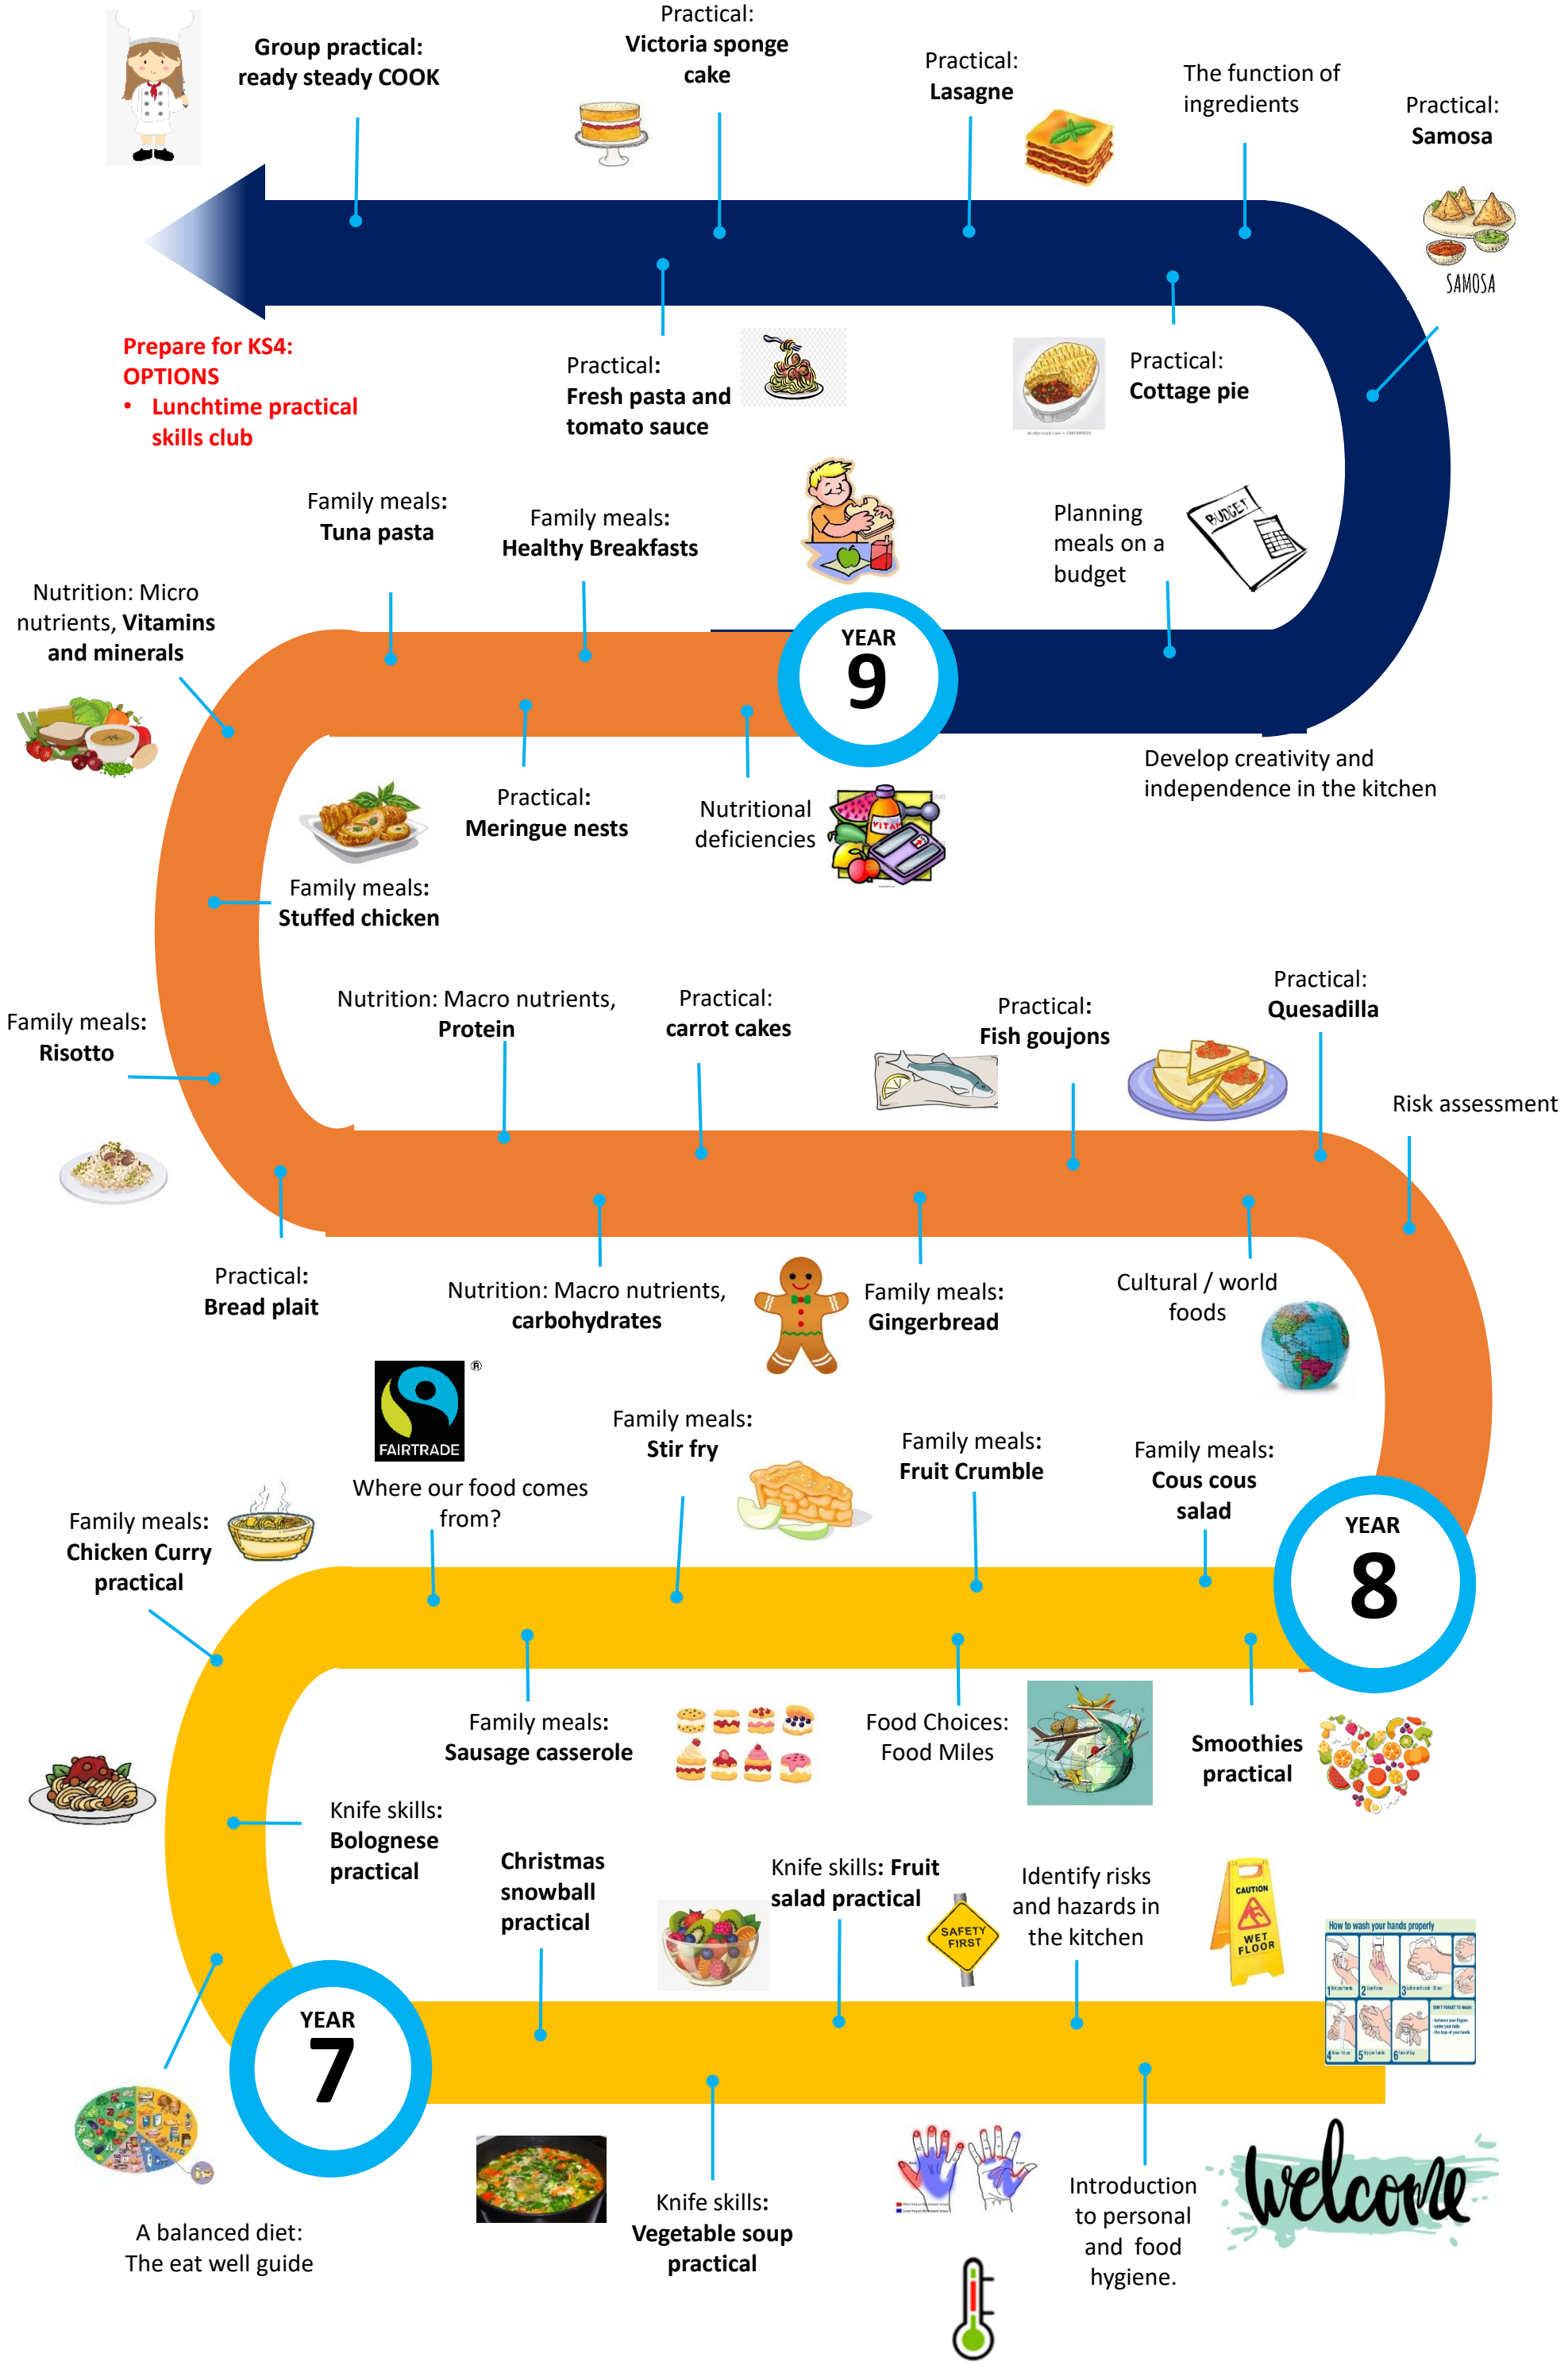 Practical:
Victoria sponge
cake
Group practical:
ready steady COOK
Practical:
Lasagne
The function of
ingredients
Practical:
Samosa
SAMOSA
Prepare for KS4:
OPTIONS
• Lunchtime practical
skills club
Practical:
Fresh pasta and
tomato sauce
Practical:
Cottage pie
Family meals:
Tuna pasta
Family meals:
Healthy Breakfasts
Planning
meals on a
budget
BUDGET
Nutrition: Micro
nutrients, Vitamins
and minerals
YEAR
9
Develop creativity and
independence in the kitchen
Practical:
Meringue nests
Nutritional
deficiencies
VITA
Family meals:
Stuffed chicken
Family meals:
Risotto
Nutrition: Macro nutrients,
Protein
Practical:
carrot cakes
Practical:
Fish goujons
Practical:
Quesadilla
Risk assessment
Practical:
Bread plait
Nutrition: Macro nutrients,
carbohydrates
Family meals:
Gingerbread
Cultural / world
foods
®
FAIRTRADE
Where our food comes
from?
Family meals:
Stir fry
Family meals:
Fruit Crumble
Family meals:
Cous cous
salad
YEAR
8
Family meals:
Chicken Curry
practical
Family meals:
Sausage casserole
Food Choices:
Food Miles
Smoothies
practical
Knife skills:
Bolognese
practical
Christmas
snowball
practical
Knife skills: Fruit
salad practical
SAFETY
FIRST
Identify risks
and hazards in
the kitchen
CAUTION
WET
FLOOR
How to wash your hands properly
1
2
3
4
5
6
YEAR
7
A balanced diet:
The eat well guide
Knife skills:
Vegetable soup
practical
Introduction
to personal
and food
hygiene.
welcome